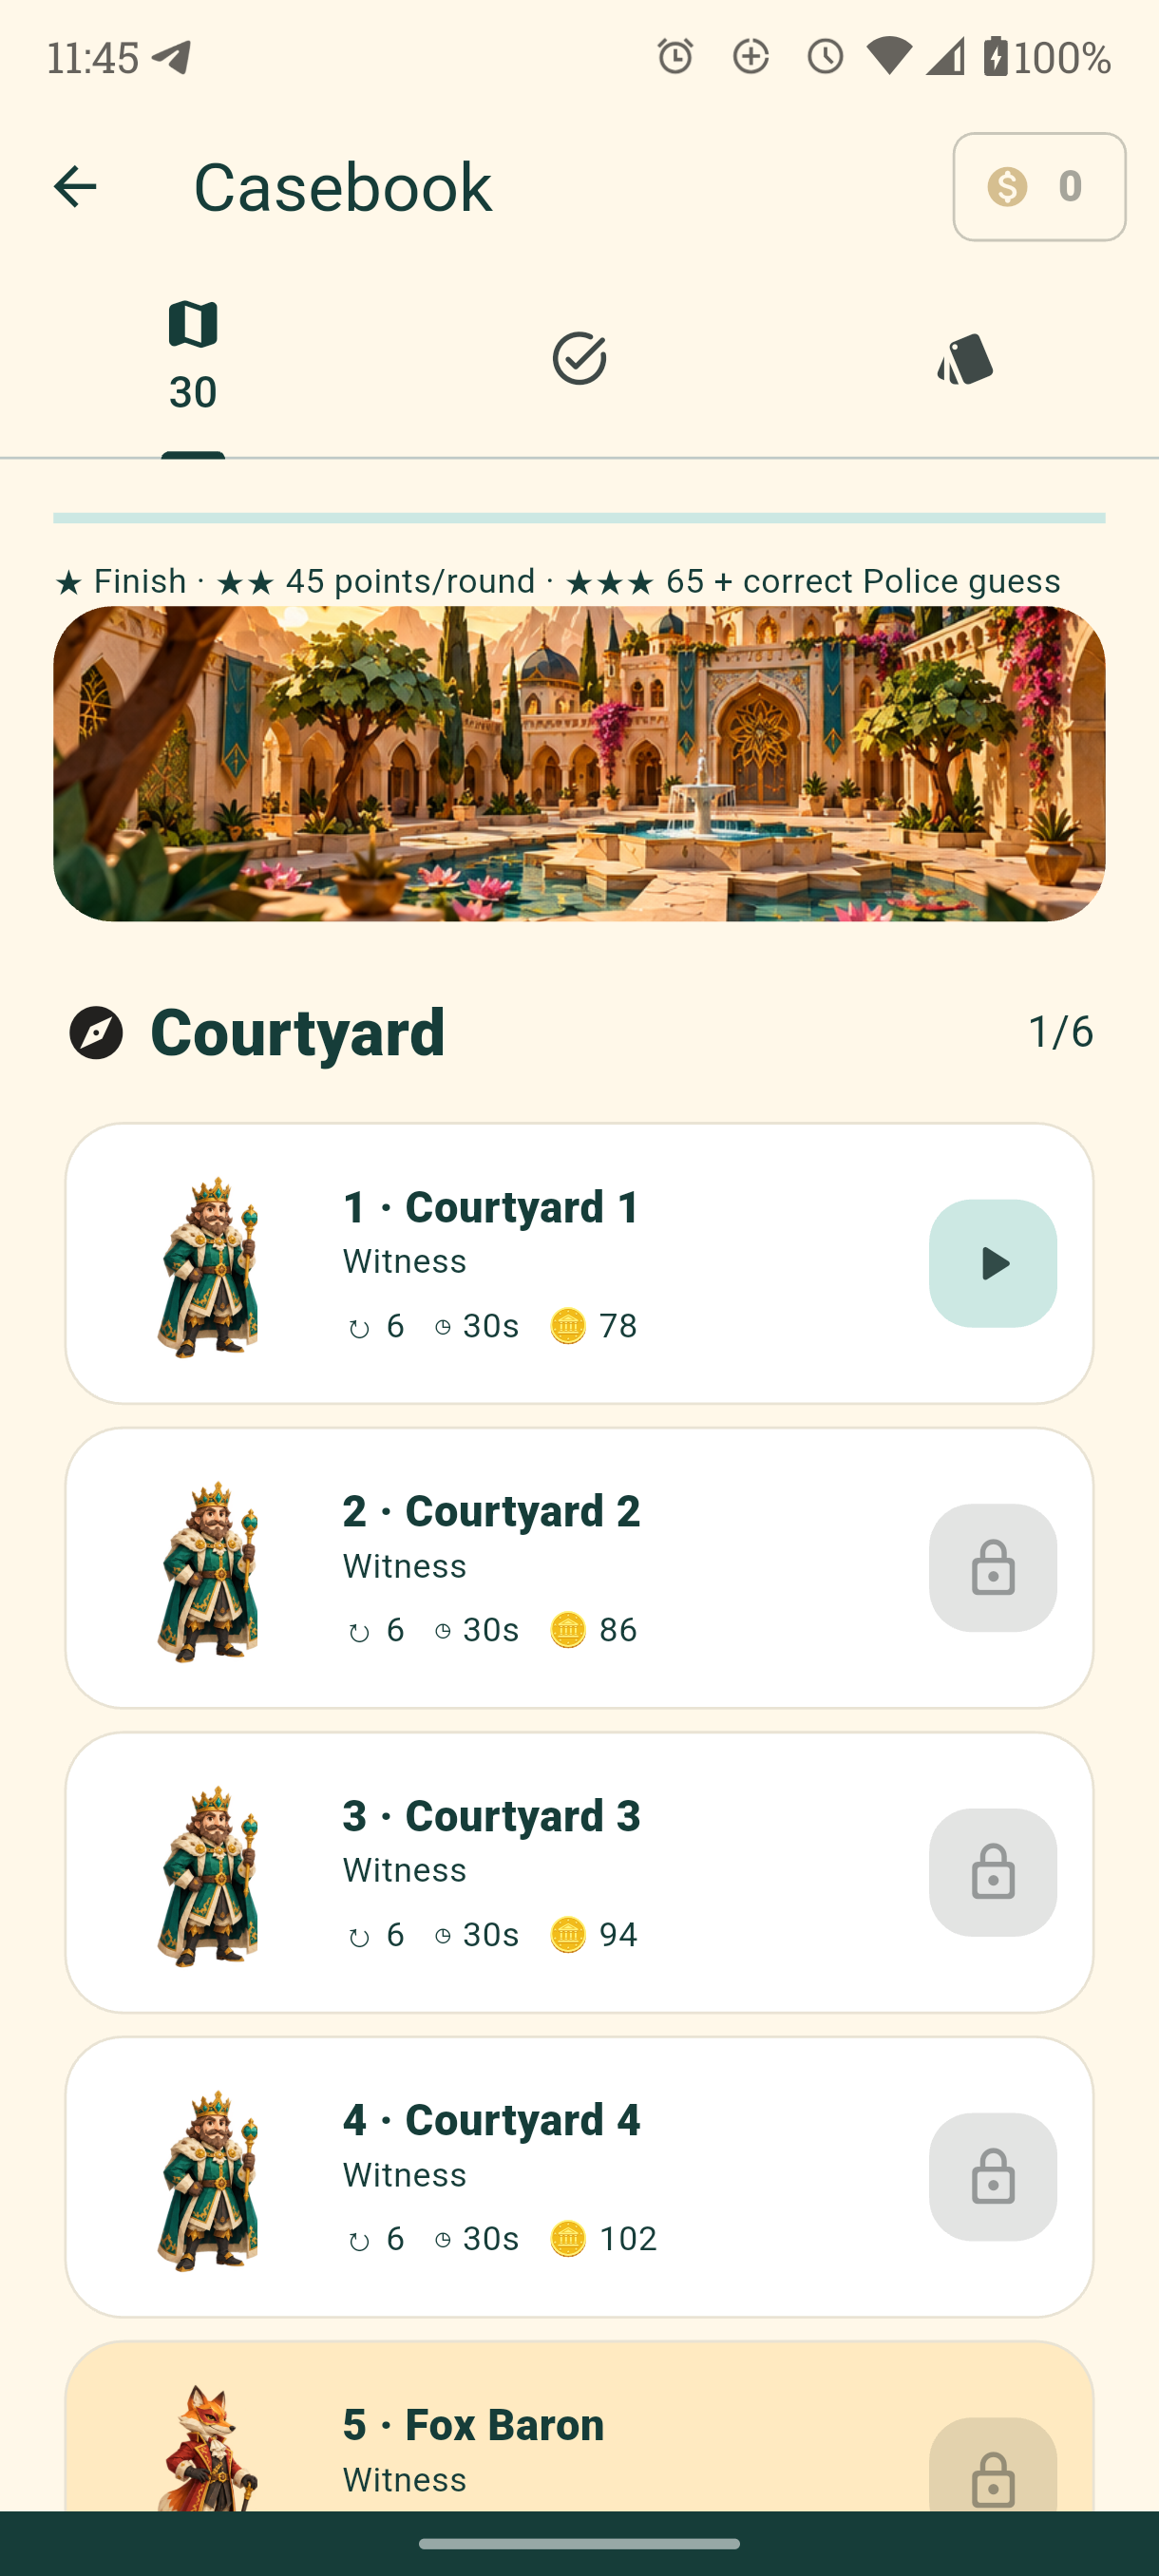 11:45 100%
Casebook 0
30
★ Finish · ★★ 45 points/round · ★★★ 65 + correct Police guess
Courtyard 1/6
1 · Courtyard 1
Witness
↻ 6 ◷ 30s 🪙 78
2 · Courtyard 2
Witness
↻ 6 ◷ 30s 🪙 86
3 · Courtyard 3
Witness
↻ 6 ◷ 30s 🪙 94
4 · Courtyard 4
Witness
↻ 6 ◷ 30s 🪙 102
5 · Fox Baron
Witness